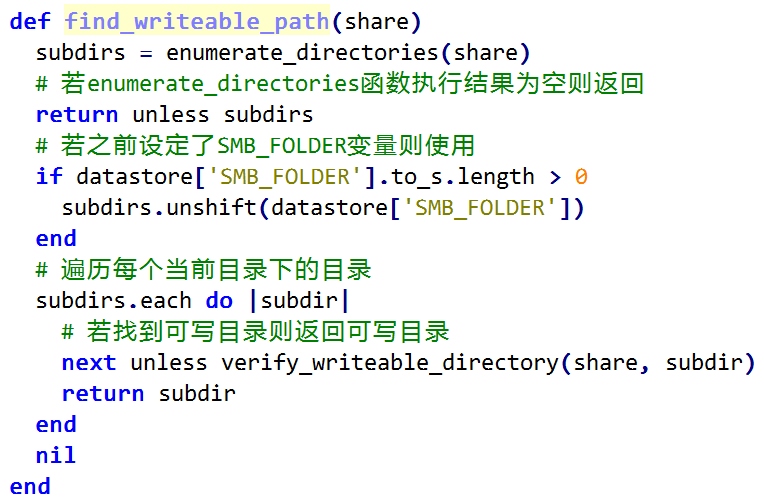 def find_writeable_path(share)
  subdirs = enumerate_directories(share)
  # 若enumerate_directories函数执行结果为空则返回
  return unless subdirs
  # 若之前设定了SMB_FOLDER变量则使用
  if datastore['SMB_FOLDER'].to_s.length > 0
    subdirs.unshift(datastore['SMB_FOLDER'])
  end
  # 遍历每个当前目录下的目录
  subdirs.each do |subdir|
    # 若找到可写目录则返回可写目录
    next unless verify_writeable_directory(share, subdir)
    return subdir
  end
  nil
end